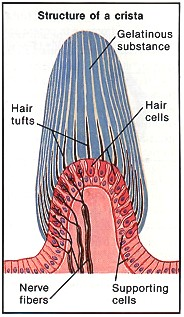 Structure of a crista
Gelatinous
substance
Hair
tufts
Hair
cells
Nerve
fibers
Supporting
cells